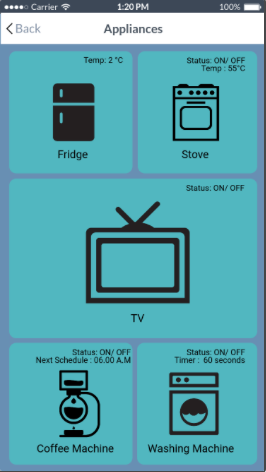 Carrier 1:20 PM 100%
Back Appliances
Temp: 2 °C
Fridge
Status: ON/ OFF
Temp : 55°C
Stove
Status: ON/ OFF
TV
Status: ON/ OFF
Next Schedule : 06.00 A.M
Coffee Machine
Status: ON/ OFF
Timer : 60 seconds
Washing Machine